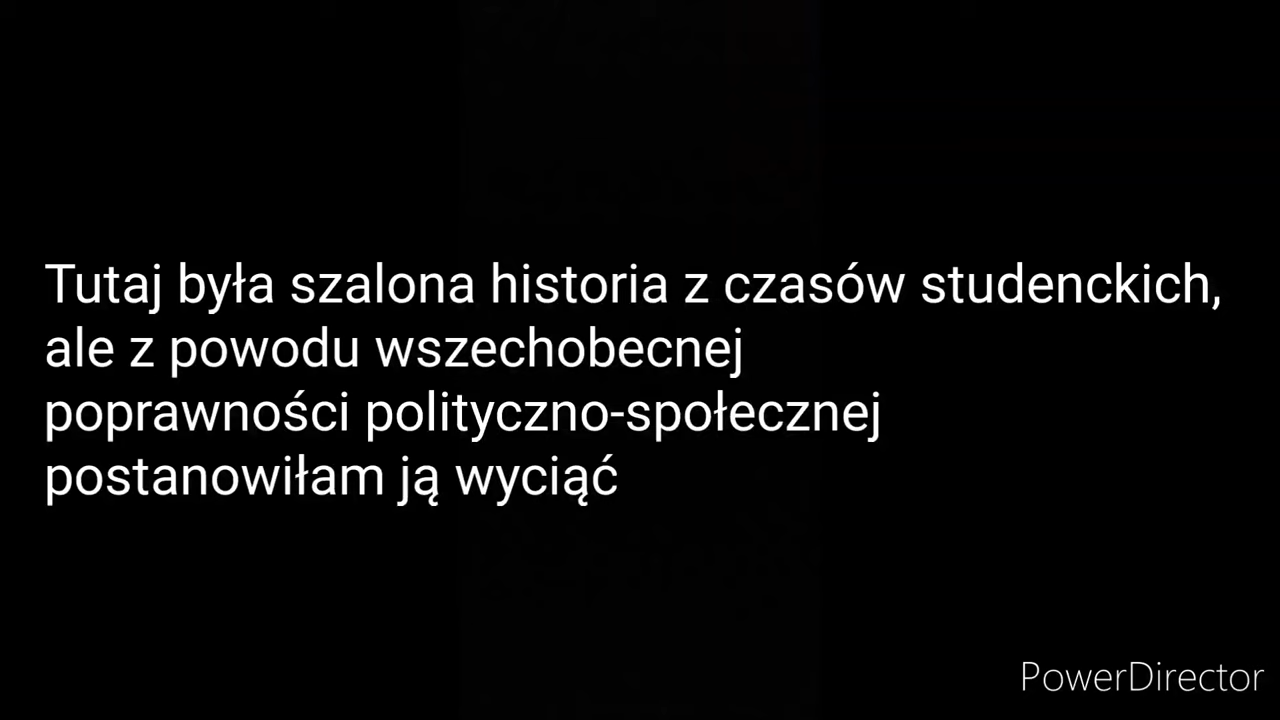 Tutaj była szalona historia z czasów studenckich,
ale z powodu wszechobecnej
poprawności polityczno-społecznej
postanowiłam ją wyciąć
PowerDirector